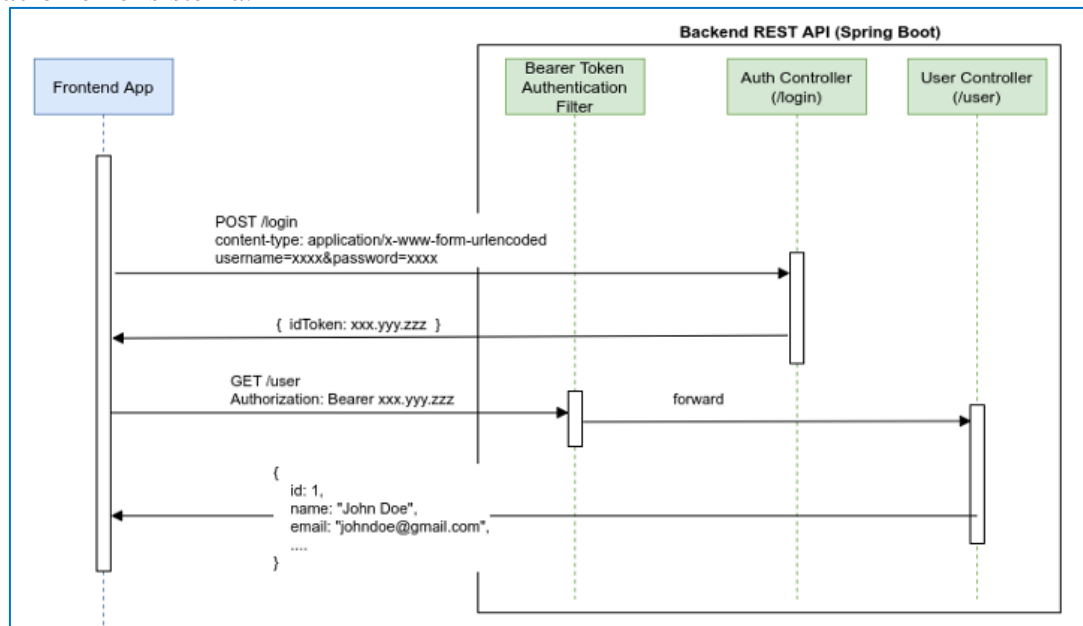 Backend REST API (Spring Boot)
Frontend App
Bearer Token
Authentication
Filter
Auth Controller
(/login)
User Controller
(/user)
POST /login
content-type: application/x-www-form-urlencoded
username=xxxx&password=xxxx
{ idToken: xxx.yyy.zzz }
GET /user
Authorization: Bearer xxx.yyy.zzz
forward
{
id: 1,
name: "John Doe",
email: "johndoe@gmail.com",
....
}